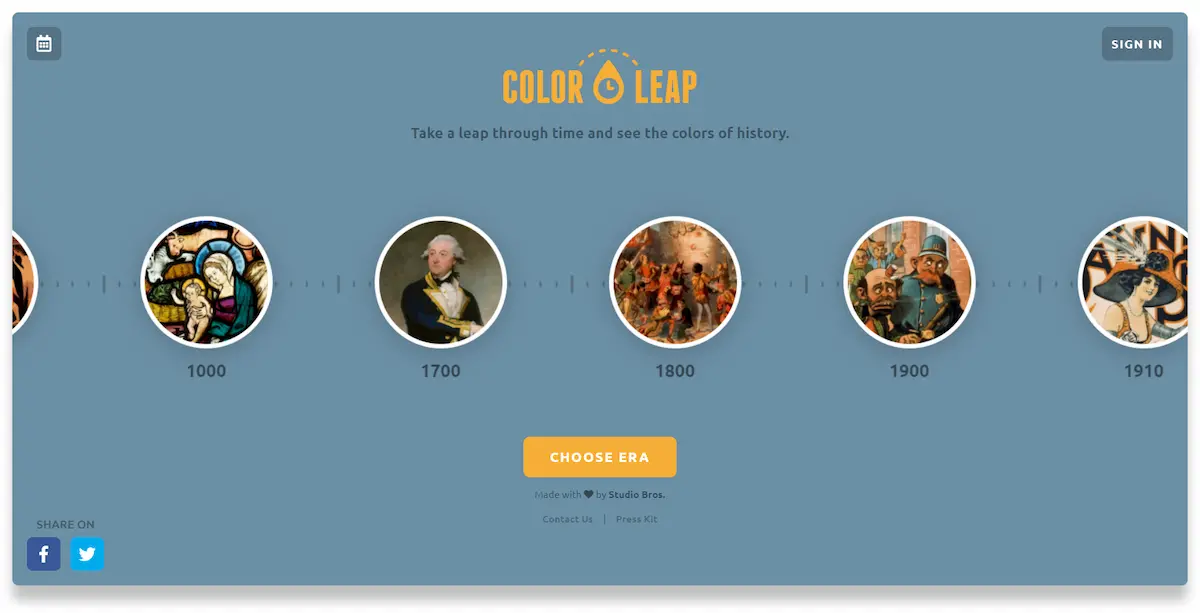 SIGN IN
COLOR LEAP
Take a leap through time and see the colors of history.
1000
1700
1800
1900
1910
CHOOSE ERA
Made with by Studio Bros.
Contact Us | Press Kit
SHARE ON